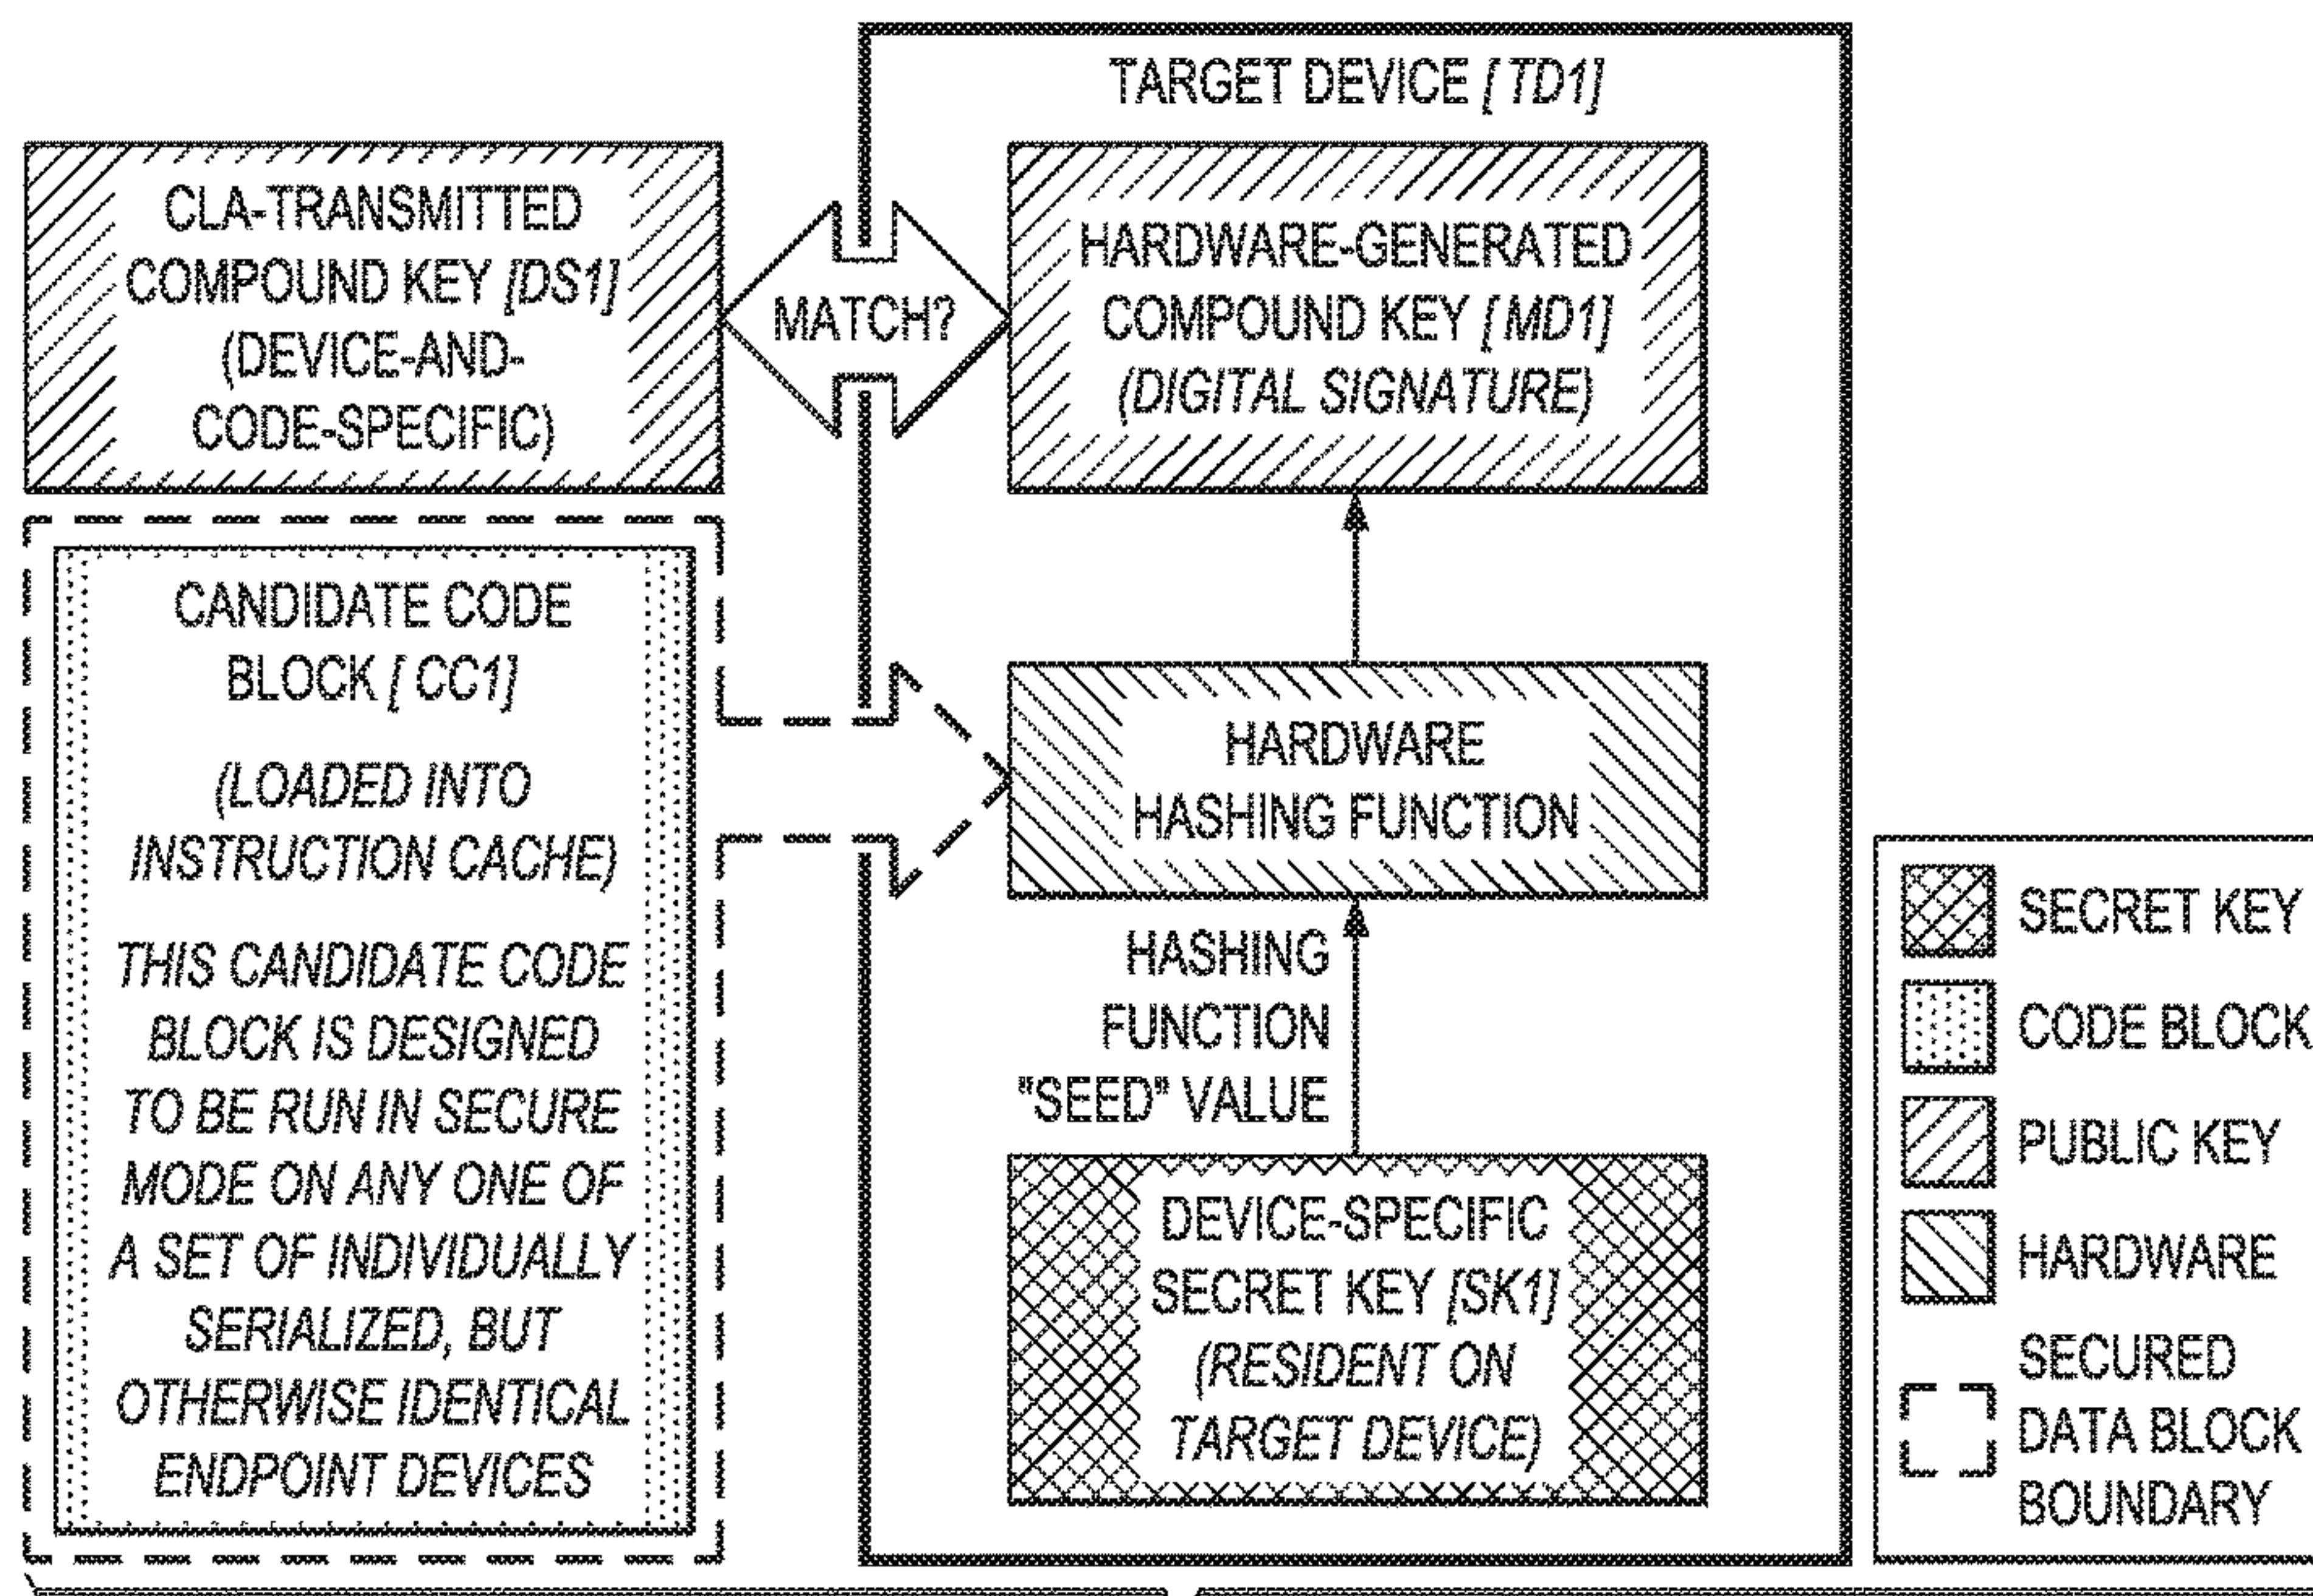 TARGET DEVICE [TD1]
CLA-TRANSMITTED
COMPOUND KEY [DS1]
(DEVICE-AND-
CODE-SPECIFIC)
MATCH?
HARDWARE-GENERATED
COMPOUND KEY [MD1]
(DIGITAL SIGNATURE)
CANDIDATE CODE
BLOCK [CC1]
(LOADED INTO
INSTRUCTION CACHE)
THIS CANDIDATE CODE
BLOCK IS DESIGNED
TO BE RUN IN SECURE
MODE ON ANY ONE OF
A SET OF INDIVIDUALLY
SERIALIZED, BUT
OTHERWISE IDENTICAL
ENDPOINT DEVICES
HARDWARE
HASHING FUNCTION
HASHING
FUNCTION
"SEED" VALUE
DEVICE-SPECIFIC
SECRET KEY [SK1]
(RESIDENT ON
TARGET DEVICE)
SECRET KEY
CODE BLOCK
PUBLIC KEY
HARDWARE
SECURED
DATA BLOCK
BOUNDARY